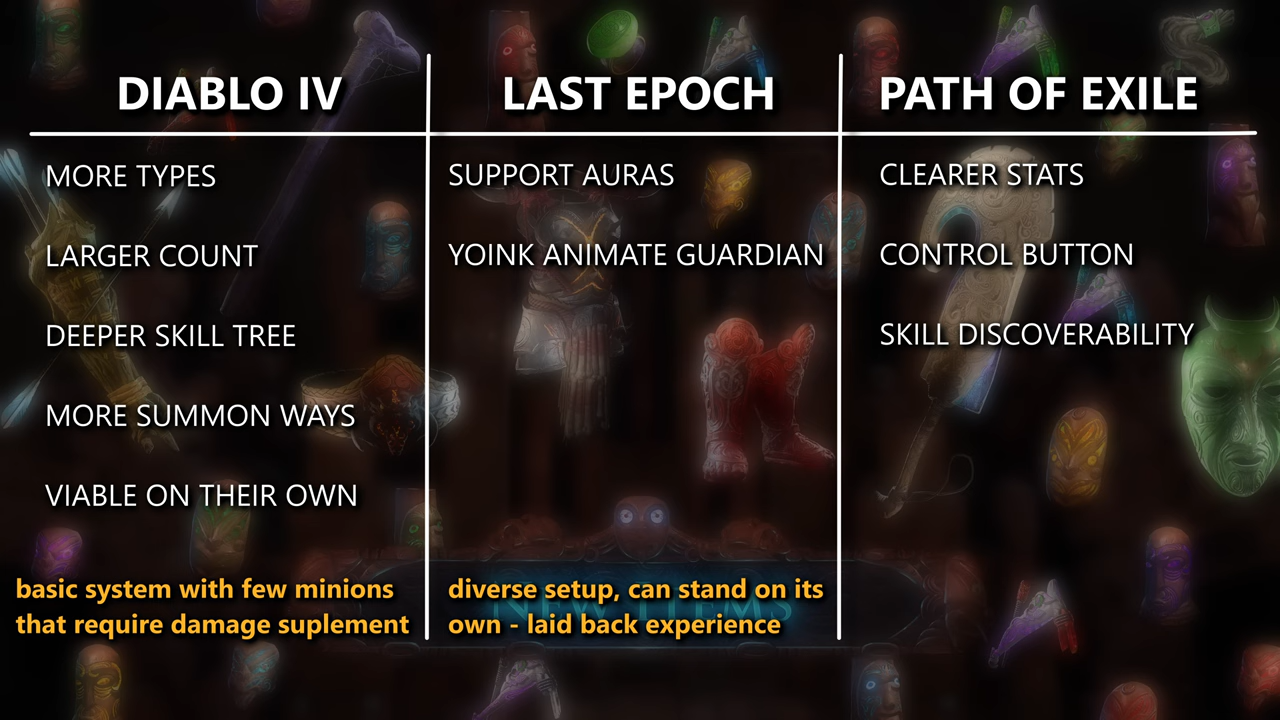 DIABLO IV
LAST EPOCH
PATH OF EXILE
MORE TYPES
LARGER COUNT
DEEPER SKILL TREE
MORE SUMMON WAYS
VIABLE ON THEIR OWN
basic system with few minions
that require damage suplement
SUPPORT AURAS
YOINK ANIMATE GUARDIAN
diverse setup, can stand on its
own - laid back experience
CLEARER STATS
CONTROL BUTTON
SKILL DISCOVERABILITY
NEW ITEMS